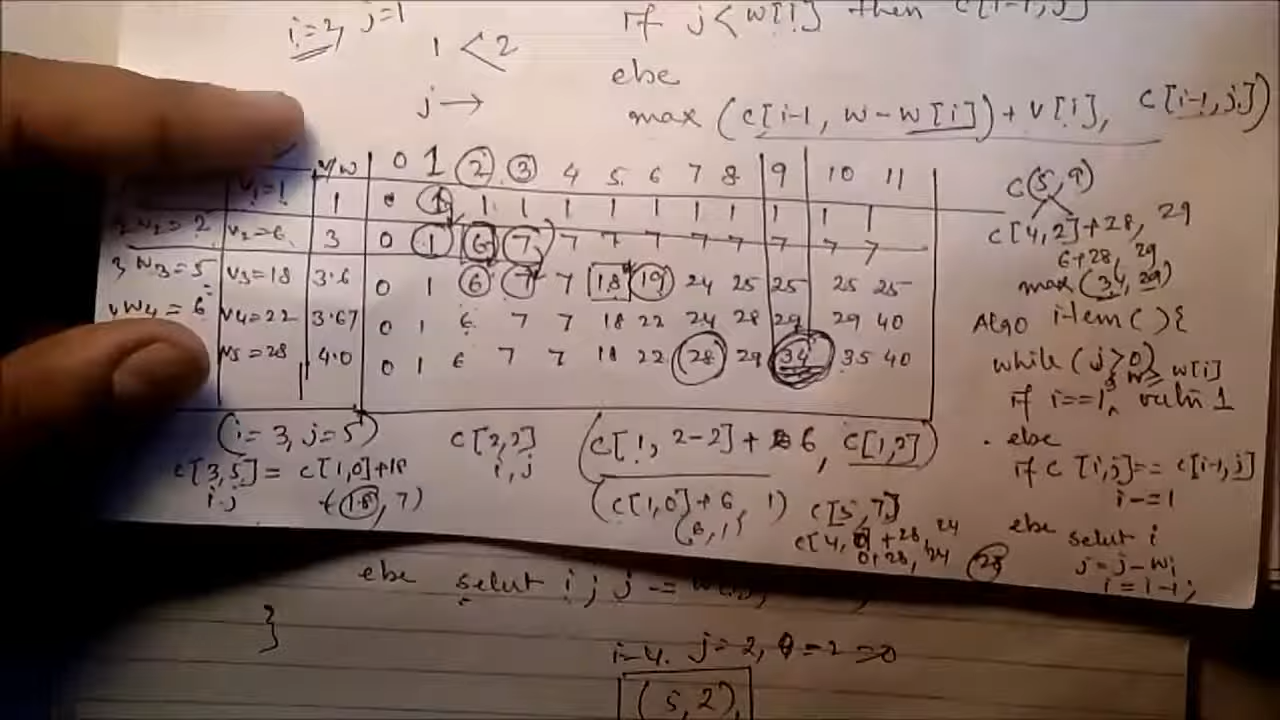 i=2, j=1
if j < w[i] then c[i-1, j]
1 < 2
else
j →
max (c[i-1, w-w[i]) + v[i], c[i-1, j])
v/w 0 1 2 3 4 5 6 7 8 9 10 11
v1=1 1 0 1 1 1 1 1 1 1 1 1 1 1
2 w2=2 v2=6 3 0 1 6 7 7 7 7 7 7 7 7 7
3 w3=5 v3=18 3.6 0 1 6 7 7 18 19 24 25 25 25 25
4 w4=6 v4=22 3.67 0 1 6 7 7 18 22 24 28 29 29 40
v5=28 4.0 0 1 6 7 7 18 22 28 29 34 35 40
C(5,9)
c[4,2]+28, 29
6+28, 29
max (34, 29)
Algo item() {
while (j>0)
w[i]
if i==1, 1
else
if c [i,j]== c[i-1,j]
i-=1
else select i
j=j-wi
i=i-1;
(i=3, j=5)
c[3,5] = c[1,0]+18
i j
(18, 7)
c[2,2]
i, j
(c[1, 2-2] + 6, c[1,2])
(c[1,0]+6, 1)
(6, 1)
c[5,7]
c[4,0]+28, 24
0+28, 24
28
else select i; j -=
}
i=4. j=2,
(5,2)